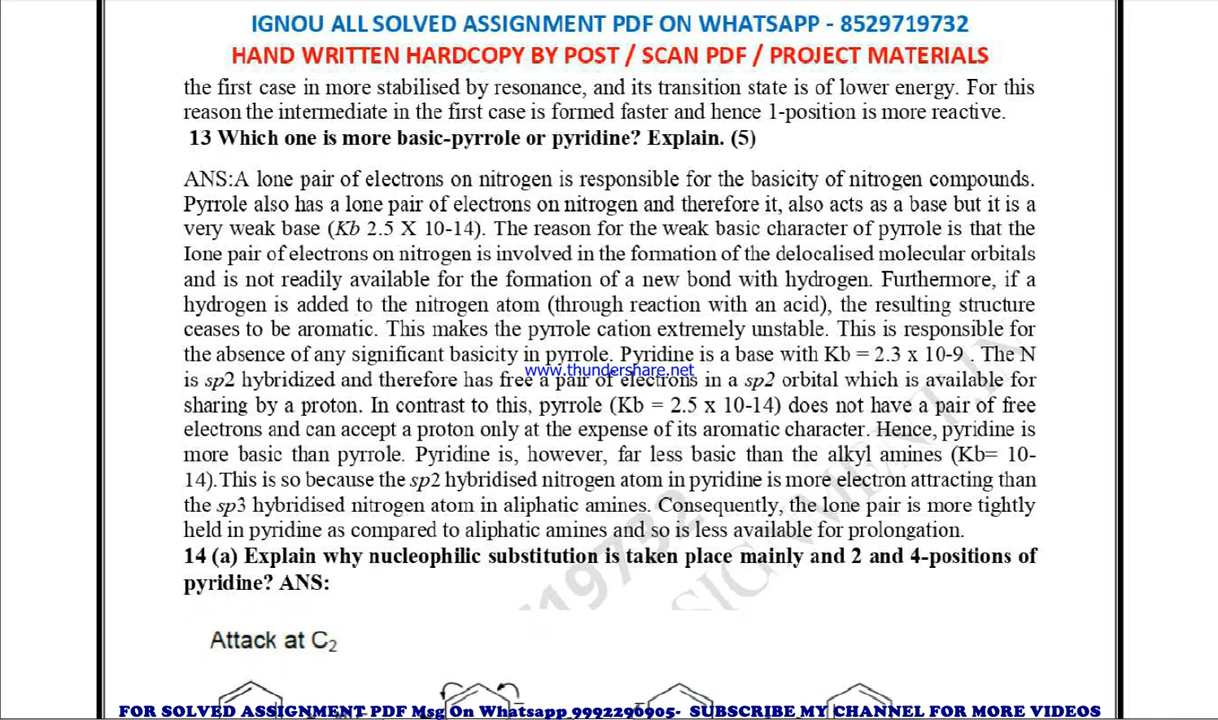 IGNOU ALL SOLVED ASSIGNMENT PDF ON WHATSAPP - 8529719732
HAND WRITTEN HARDCOPY BY POST / SCAN PDF / PROJECT MATERIALS
the first case in more stabilised by resonance, and its transition state is of lower energy. For this
reason the intermediate in the first case is formed faster and hence 1-position is more reactive.
13 Which one is more basic-pyrrole or pyridine? Explain. (5)
ANS:A lone pair of electrons on nitrogen is responsible for the basicity of nitrogen compounds.
Pyrrole also has a lone pair of electrons on nitrogen and therefore it, also acts as a base but it is a
very weak base (Kb 2.5 X 10-14). The reason for the weak basic character of pyrrole is that the
Ione pair of electrons on nitrogen is involved in the formation of the delocalised molecular orbitals
and is not readily available for the formation of a new bond with hydrogen. Furthermore, if a
hydrogen is added to the nitrogen atom (through reaction with an acid), the resulting structure
ceases to be aromatic. This makes the pyrrole cation extremely unstable. This is responsible for
the absence of any significant basicity in pyrrole. Pyridine is a base with Kb = 2.3 x 10-9 . The N
www.thundershare.net
is sp2 hybridized and therefore has free a pair of electrons in a sp2 orbital which is available for
sharing by a proton. In contrast to this, pyrrole (Kb = 2.5 x 10-14) does not have a pair of free
electrons and can accept a proton only at the expense of its aromatic character. Hence, pyridine is
more basic than pyrrole. Pyridine is, however, far less basic than the alkyl amines (Kb= 10-
14).This is so because the sp2 hybridised nitrogen atom in pyridine is more electron attracting than
the sp3 hybridised nitrogen atom in aliphatic amines. Consequently, the lone pair is more tightly
held in pyridine as compared to aliphatic amines and so is less available for prolongation.
14 (a) Explain why nucleophilic substitution is taken place mainly and 2 and 4-positions of
pyridine? ANS:
Attack at C2
FOR SOLVED ASSIGNMENT PDF Msg On Whatsapp 9992296905- SUBSCRIBE MY CHANNEL FOR MORE VIDEOS